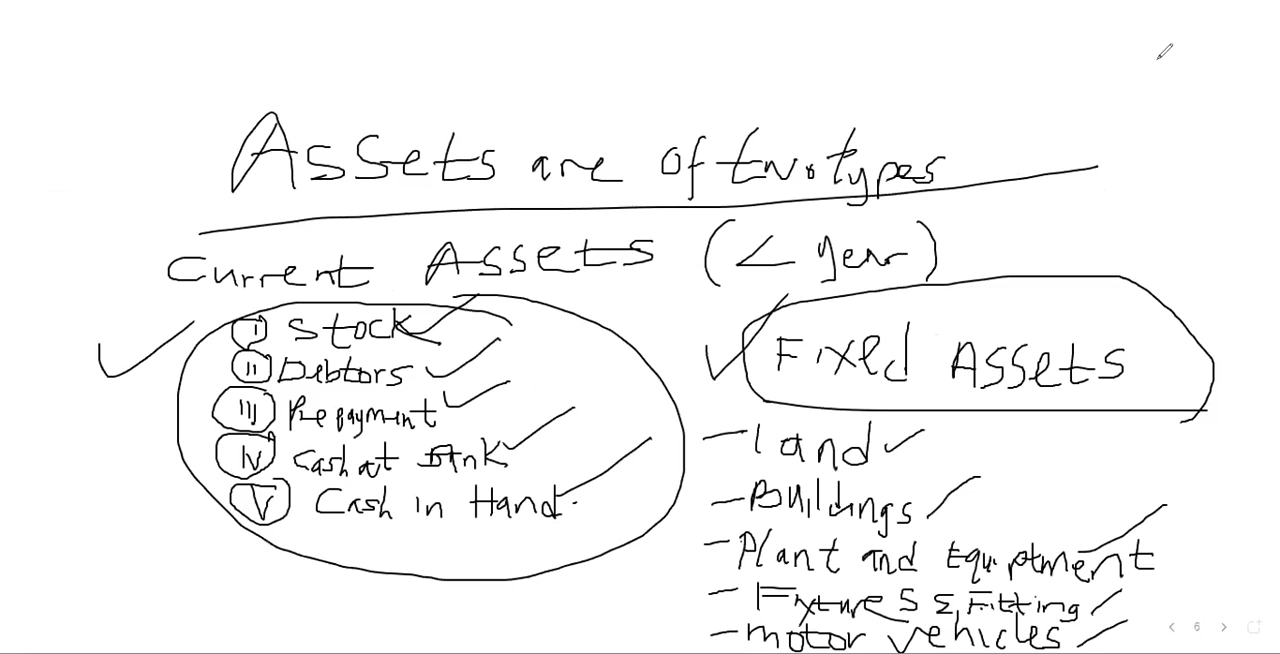 Assets are of two types
Current Assets (< year)
I Stock
II Debtors
III Prepayment
IV Cash at Bank
V Cash in Hand.
Fixed Assets
- land
- Buildings
- Plant and Equiptment
- Fixtures & Fitting
- motor vehicles
6